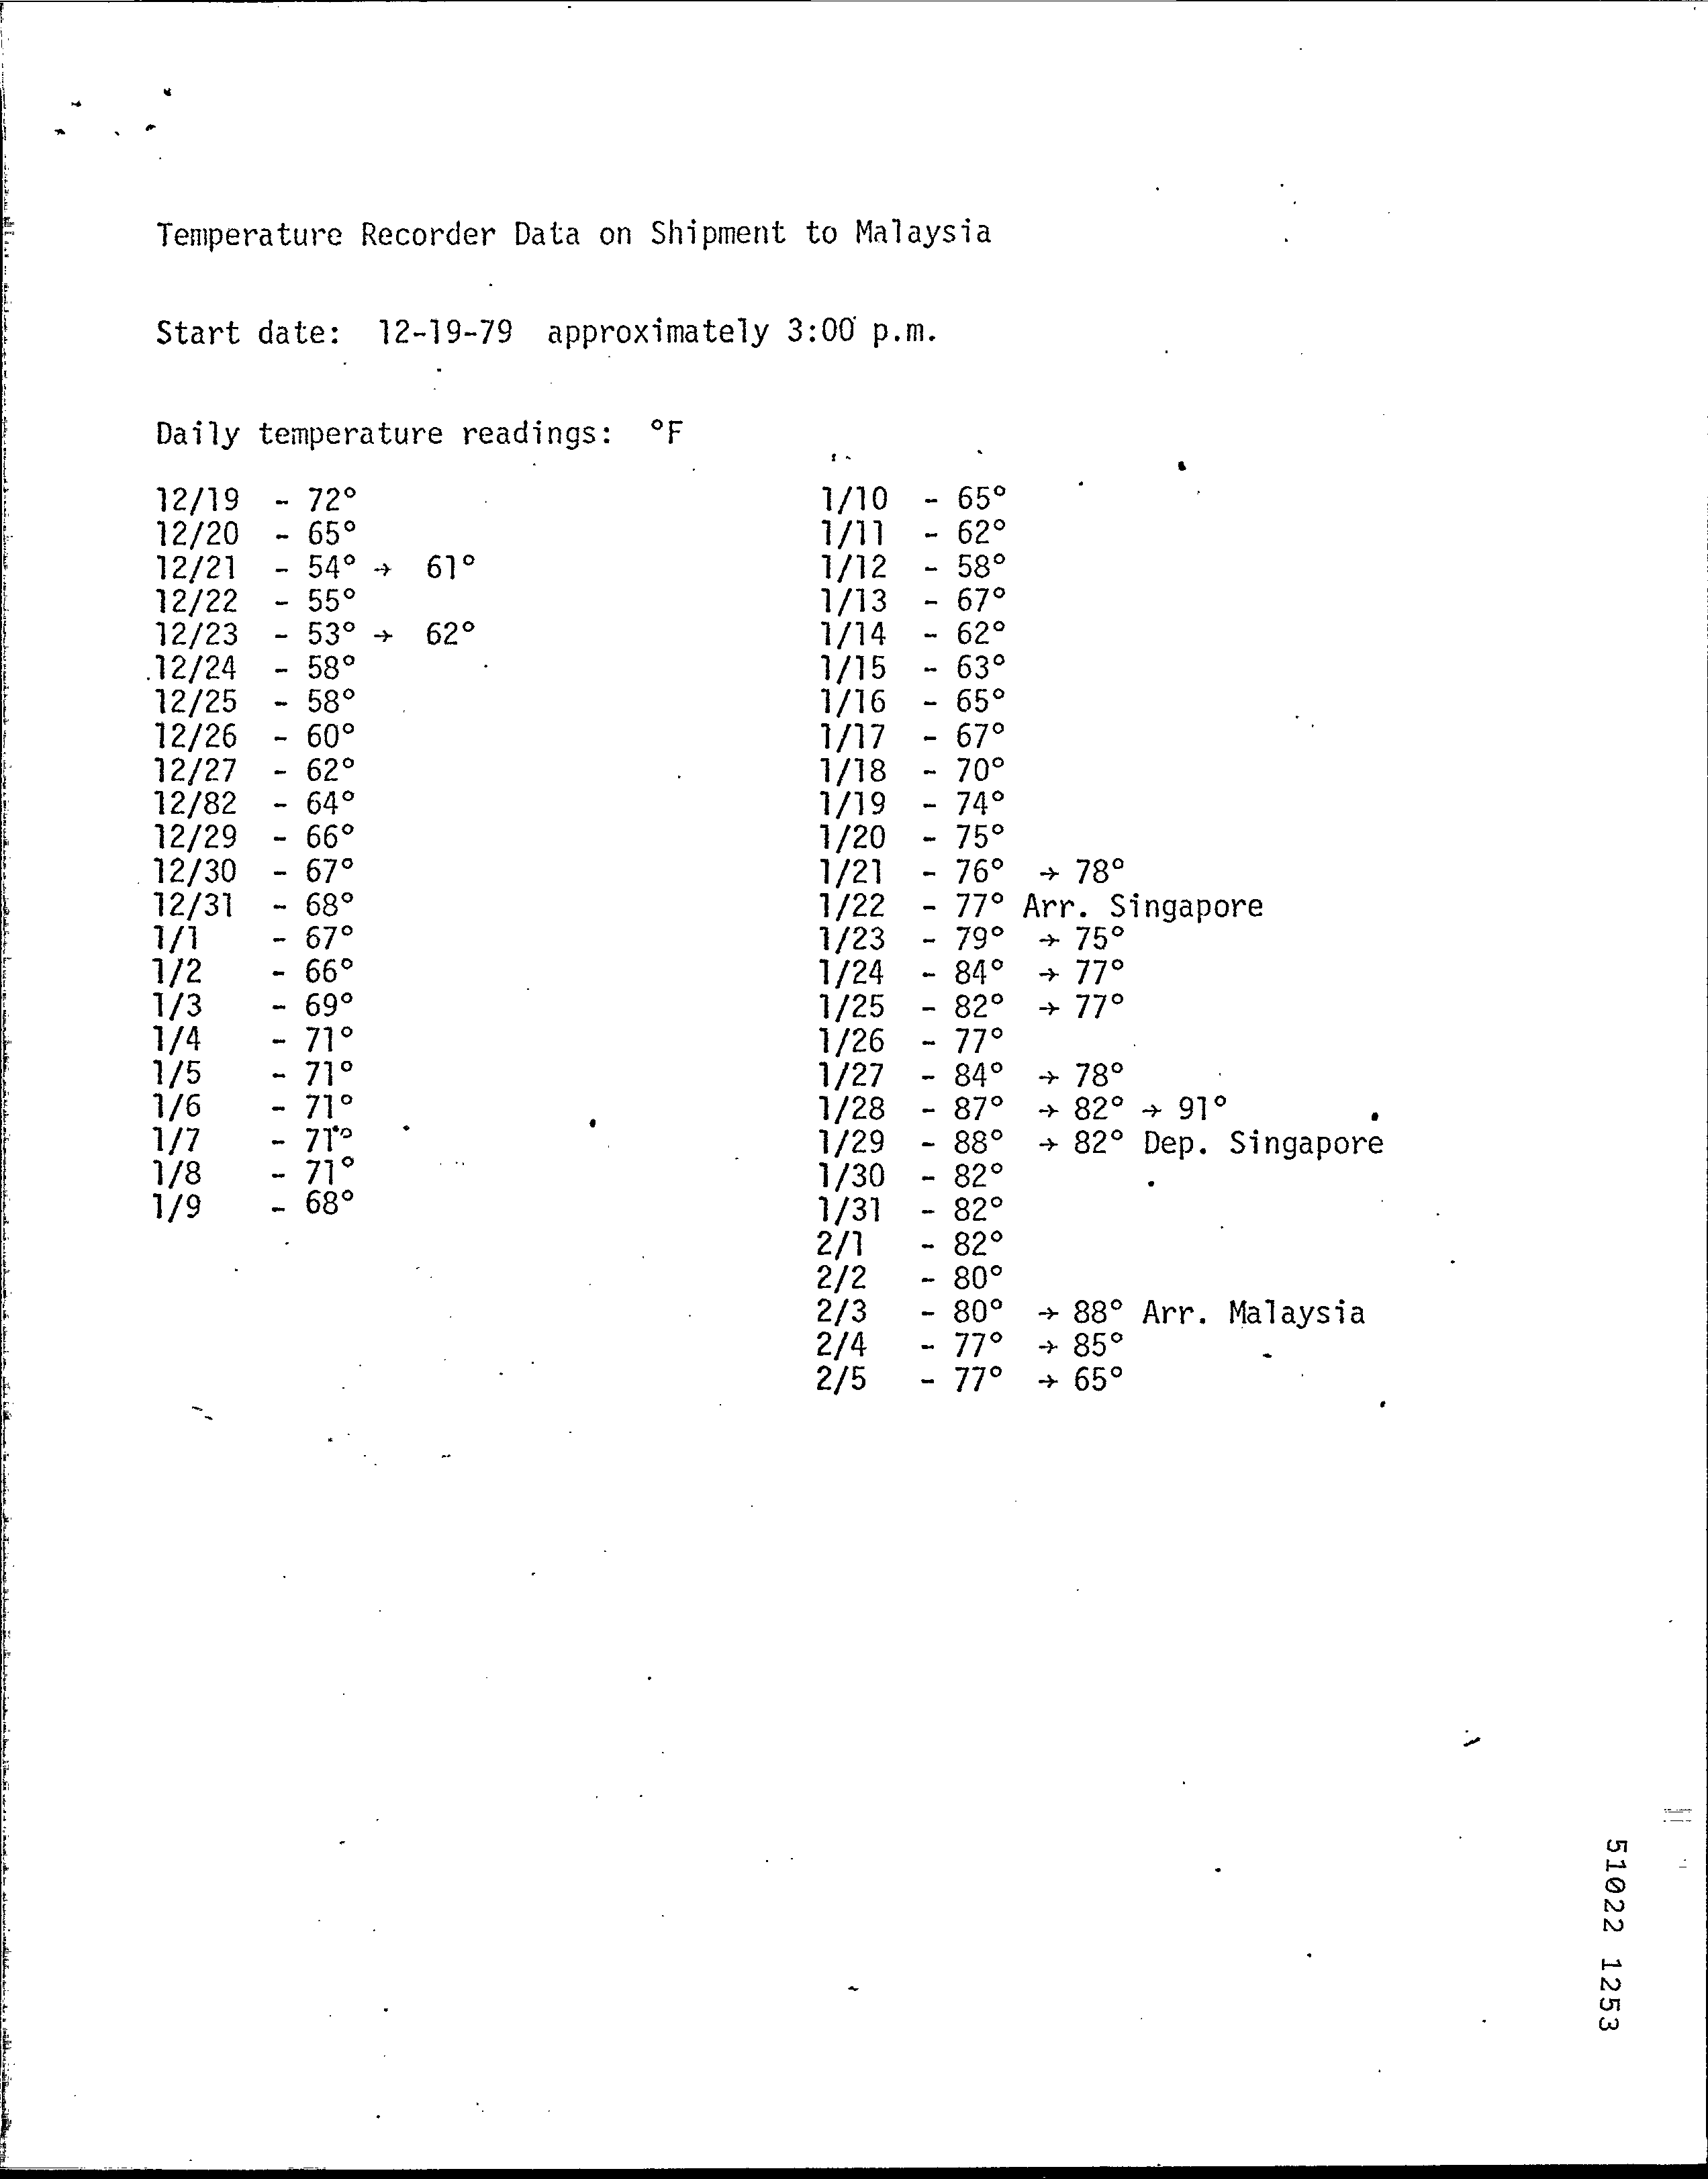 Temperature Recorder Data on Shipment to Malaysia
Start date: 12-19-79 approximately 3:00 p.m.
Daily temperature readings: °F
12/19 - 72°
12/20 - 65°
12/21 - 54° → 61°
12/22 - 55°
12/23 - 53° → 62°
12/24 - 58°
12/25 - 58°
12/26 - 60°
12/27 - 62°
12/82 - 64°
12/29 - 66°
12/30 - 67°
12/31 - 68°
1/1 - 67°
1/2 - 66°
1/3 - 69°
1/4 - 71°
1/5 - 71°
1/6 - 71°
1/7 - 71°
1/8 - 71°
1/9 - 68°
1/10 - 65°
1/11 - 62°
1/12 - 58°
1/13 - 67°
1/14 - 62°
1/15 - 63°
1/16 - 65°
1/17 - 67°
1/18 - 70°
1/19 - 74°
1/20 - 75°
1/21 - 76° → 78°
1/22 - 77° Arr. Singapore
1/23 - 79° → 75°
1/24 - 84° → 77°
1/25 - 82° → 77°
1/26 - 77°
1/27 - 84° → 78°
1/28 - 87° → 82° → 91°
1/29 - 88° → 82° Dep. Singapore
1/30 - 82°
1/31 - 82°
2/1 - 82°
2/2 - 80°
2/3 - 80° → 88° Arr. Malaysia
2/4 - 77° → 85°
2/5 - 77° → 65°
51022 1253